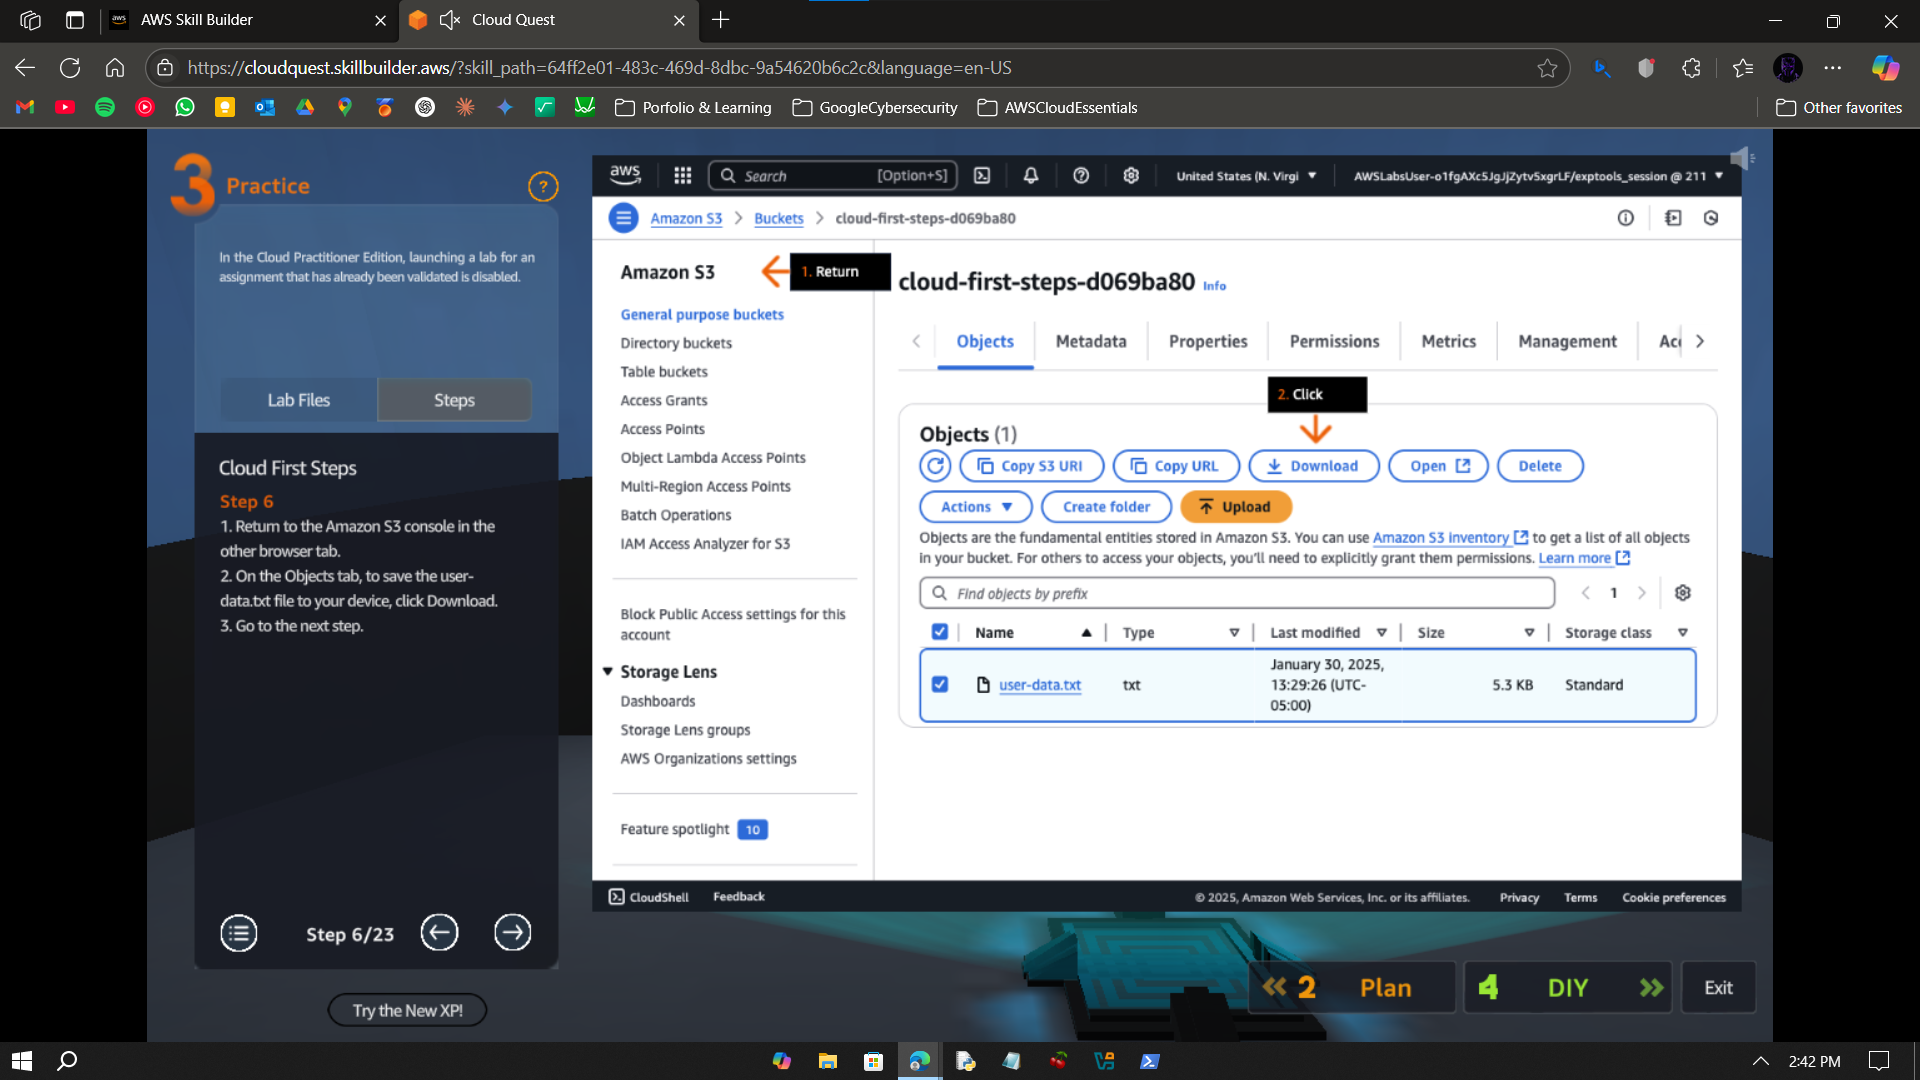 AWS Skill Builder
Cloud Quest
https://cloudquest.skillbuilder.aws/?skill_path=64ff2e01-483c-469d-8dbc-9a54620b6c2c&language=en-US
Porfolio & Learning
GoogleCybersecurity
AWSCloudEssentials
Other favorites
3 Practice
?
In the Cloud Practitioner Edition, launching a lab for an
assignment that has already been validated is disabled.
Lab Files
Steps
Cloud First Steps
Step 6
1. Return to the Amazon S3 console in the
other browser tab.
2. On the Objects tab, to save the user-
data.txt file to your device, click Download.
3. Go to the next step.
Step 6/23
Try the New XP!
aws
Search
[Option+S]
United States (N. Virgi
AWSLabsUser-o1fgAXc5JgJjZytv5xgrLF/exptools_session @ 211
Amazon S3
Buckets
cloud-first-steps-d069ba80
Amazon S3
1. Return
General purpose buckets
Directory buckets
Table buckets
Access Grants
Access Points
Object Lambda Access Points
Multi-Region Access Points
Batch Operations
IAM Access Analyzer for S3
Block Public Access settings for this
account
Storage Lens
Dashboards
Storage Lens groups
AWS Organizations settings
Feature spotlight 10
cloud-first-steps-d069ba80 Info
Objects
Metadata
Properties
Permissions
Metrics
Management
Acc
2. Click
Objects (1)
Copy S3 URI
Copy URL
Download
Open
Delete
Actions
Create folder
Upload
Objects are the fundamental entities stored in Amazon S3. You can use Amazon S3 inventory to get a list of all objects
in your bucket. For others to access your objects, you'll need to explicitly grant them permissions. Learn more
Find objects by prefix
1
Name
Type
Last modified
Size
Storage class
user-data.txt
txt
January 30, 2025,
13:29:26 (UTC-
05:00)
5.3 KB
Standard
CloudShell
Feedback
© 2025, Amazon Web Services, Inc. or its affiliates.
Privacy
Terms
Cookie preferences
2 Plan
4 DIY
Exit
2:42 PM